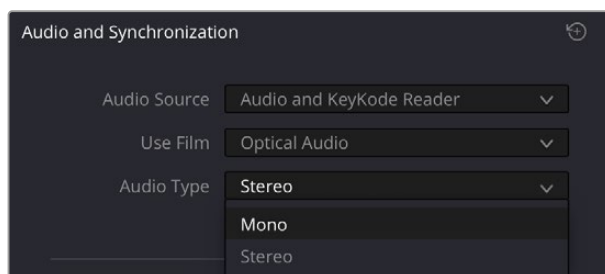 Audio and Synchronization
Audio Source Audio and KeyKode Reader
Use Film Optical Audio
Audio Type Stereo
Mono
Stereo